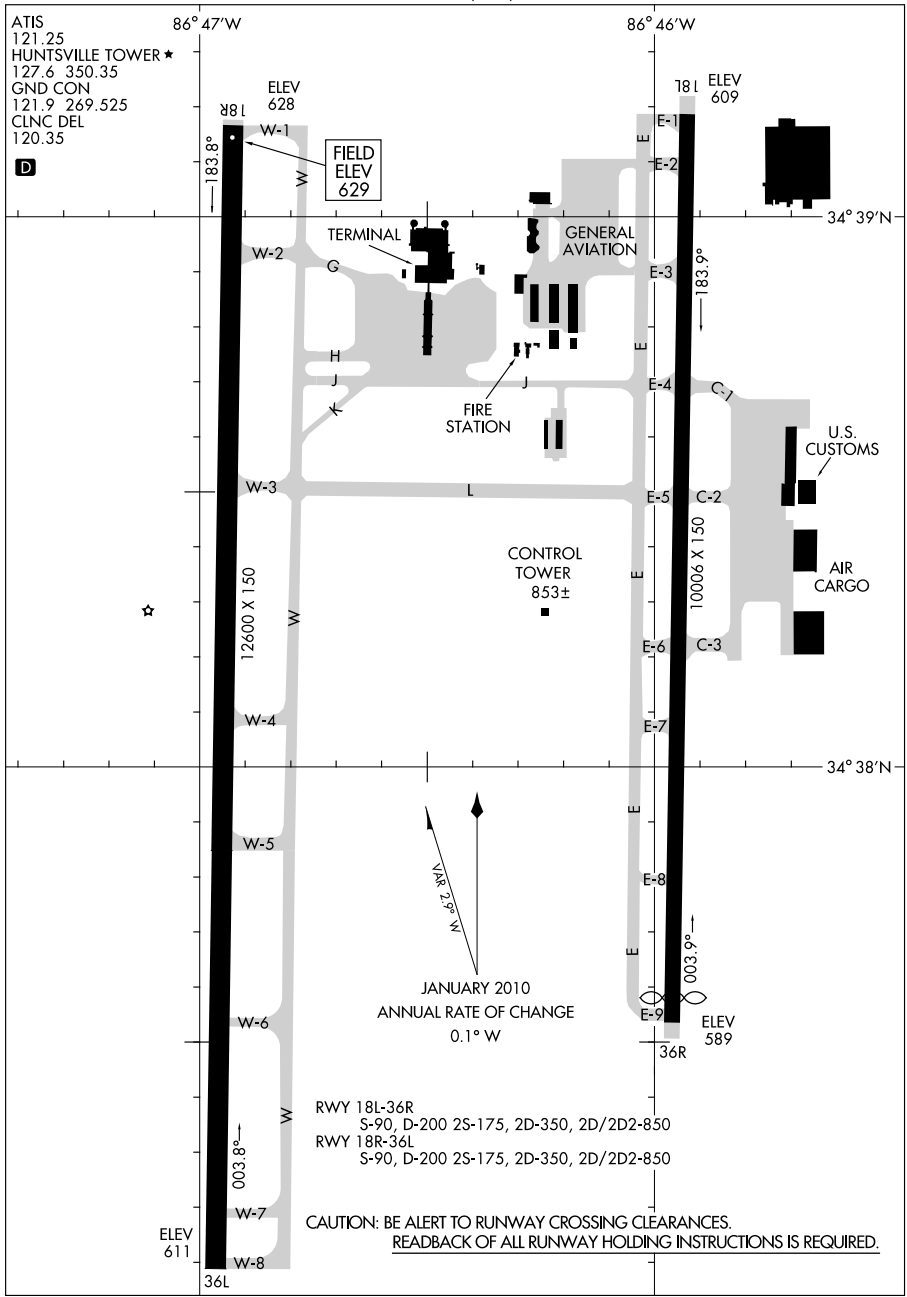 ATIS
121.25
HUNTSVILLE TOWER ★
127.6 350.35
GND CON
121.9 269.525
CLNC DEL
120.35
D
86°47'W
86°46'W
18R
ELEV
628
18L
ELEV
609
W-1
183.8°
FIELD
ELEV
629
W
E-1
E
E-2
34°39'N
TERMINAL
GENERAL
AVIATION
W-2
G
E-3
183.9°
H
E
J
J
E-4
C-1
K
FIRE
STATION
U.S.
CUSTOMS
W-3
L
E-5
C-2
12600 X 150
10006 X 150
CONTROL
TOWER
853±
E
AIR
CARGO
W
E-6
C-3
W-4
E-7
34°38'N
E
W-5
VAR 2.9° W
E-8
E
003.9°
JANUARY 2010
ANNUAL RATE OF CHANGE
0.1° W
W-6
E-9
ELEV
589
36R
W
RWY 18L-36R
S-90, D-200 2S-175, 2D-350, 2D/2D2-850
RWY 18R-36L
S-90, D-200 2S-175, 2D-350, 2D/2D2-850
003.8°
W-7
CAUTION: BE ALERT TO RUNWAY CROSSING CLEARANCES.
READBACK OF ALL RUNWAY HOLDING INSTRUCTIONS IS REQUIRED.
ELEV
611
W-8
36L